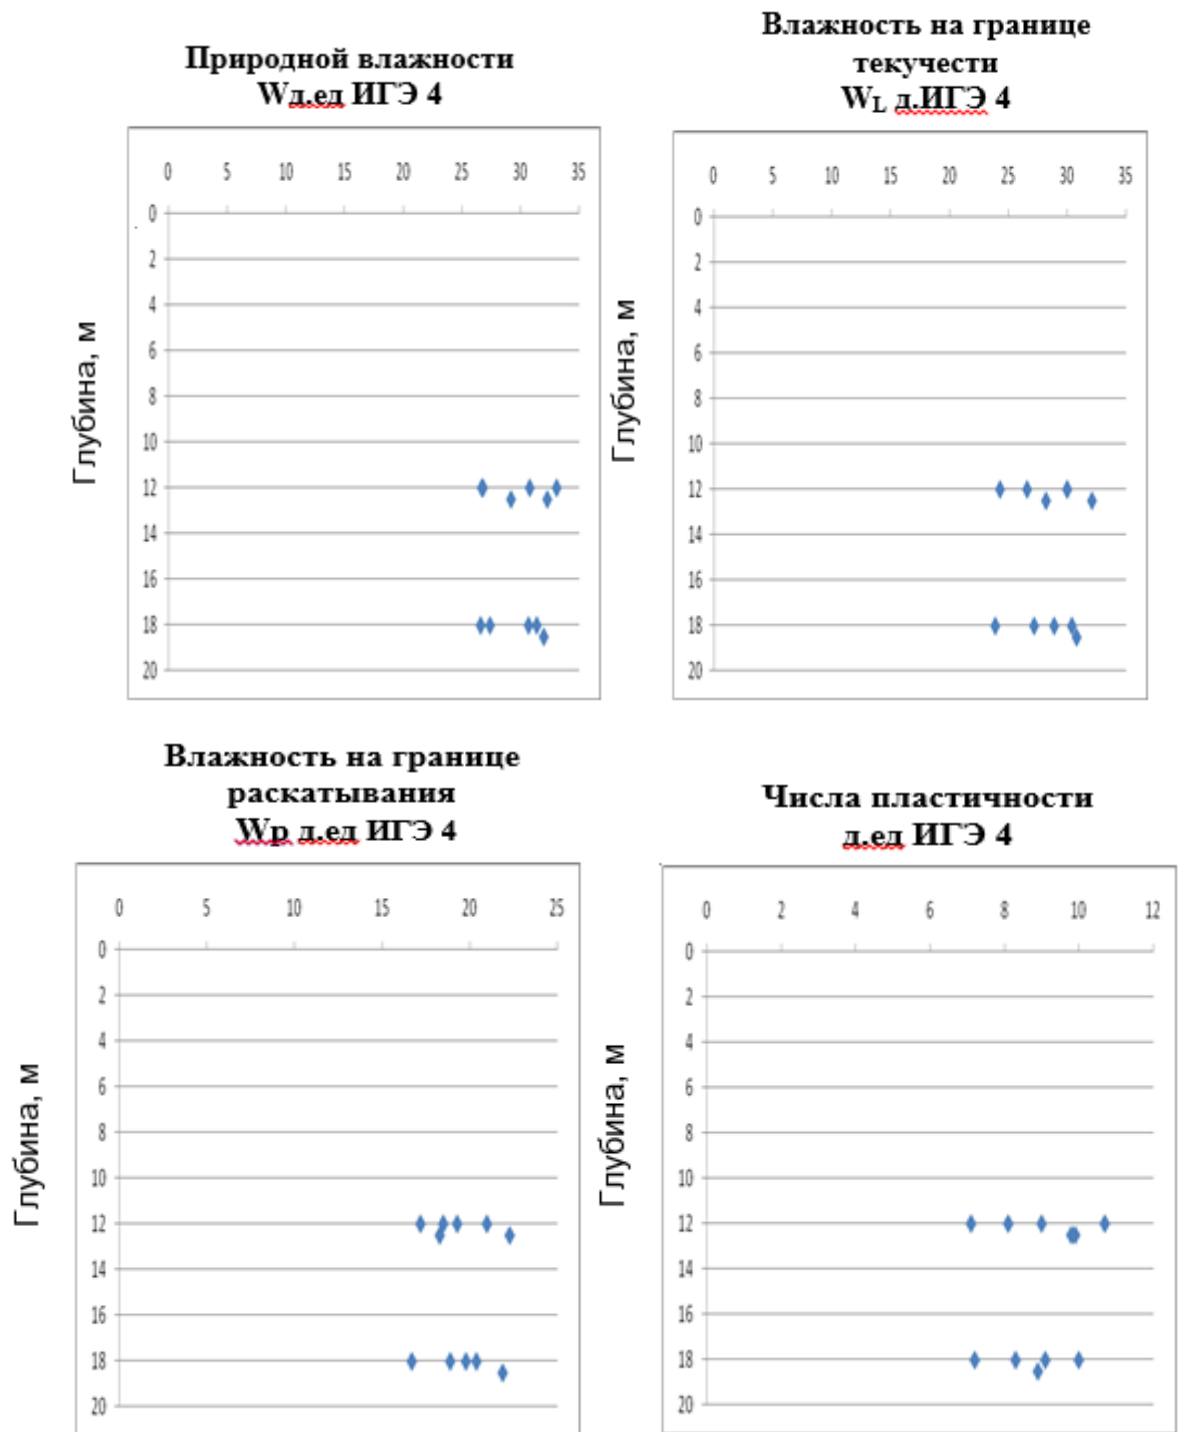 Природной влажности
Wд.ед ИГЭ 4
0 5 10 15 20 25 30 35
0
2
4
6
8
10
12
14
16
18
20
Глубина, м
Влажность на границе
текучести
WL д.ИГЭ 4
0 5 10 15 20 25 30 35
0
2
4
6
8
10
12
14
16
18
20
Глубина, м
Влажность на границе
раскатывания
Wp д.ед ИГЭ 4
0 5 10 15 20 25
0
2
4
6
8
10
12
14
16
18
20
Глубина, м
Числа пластичности
д.ед ИГЭ 4
0 2 4 6 8 10 12
0
2
4
6
8
10
12
14
16
18
20
Глубина, м